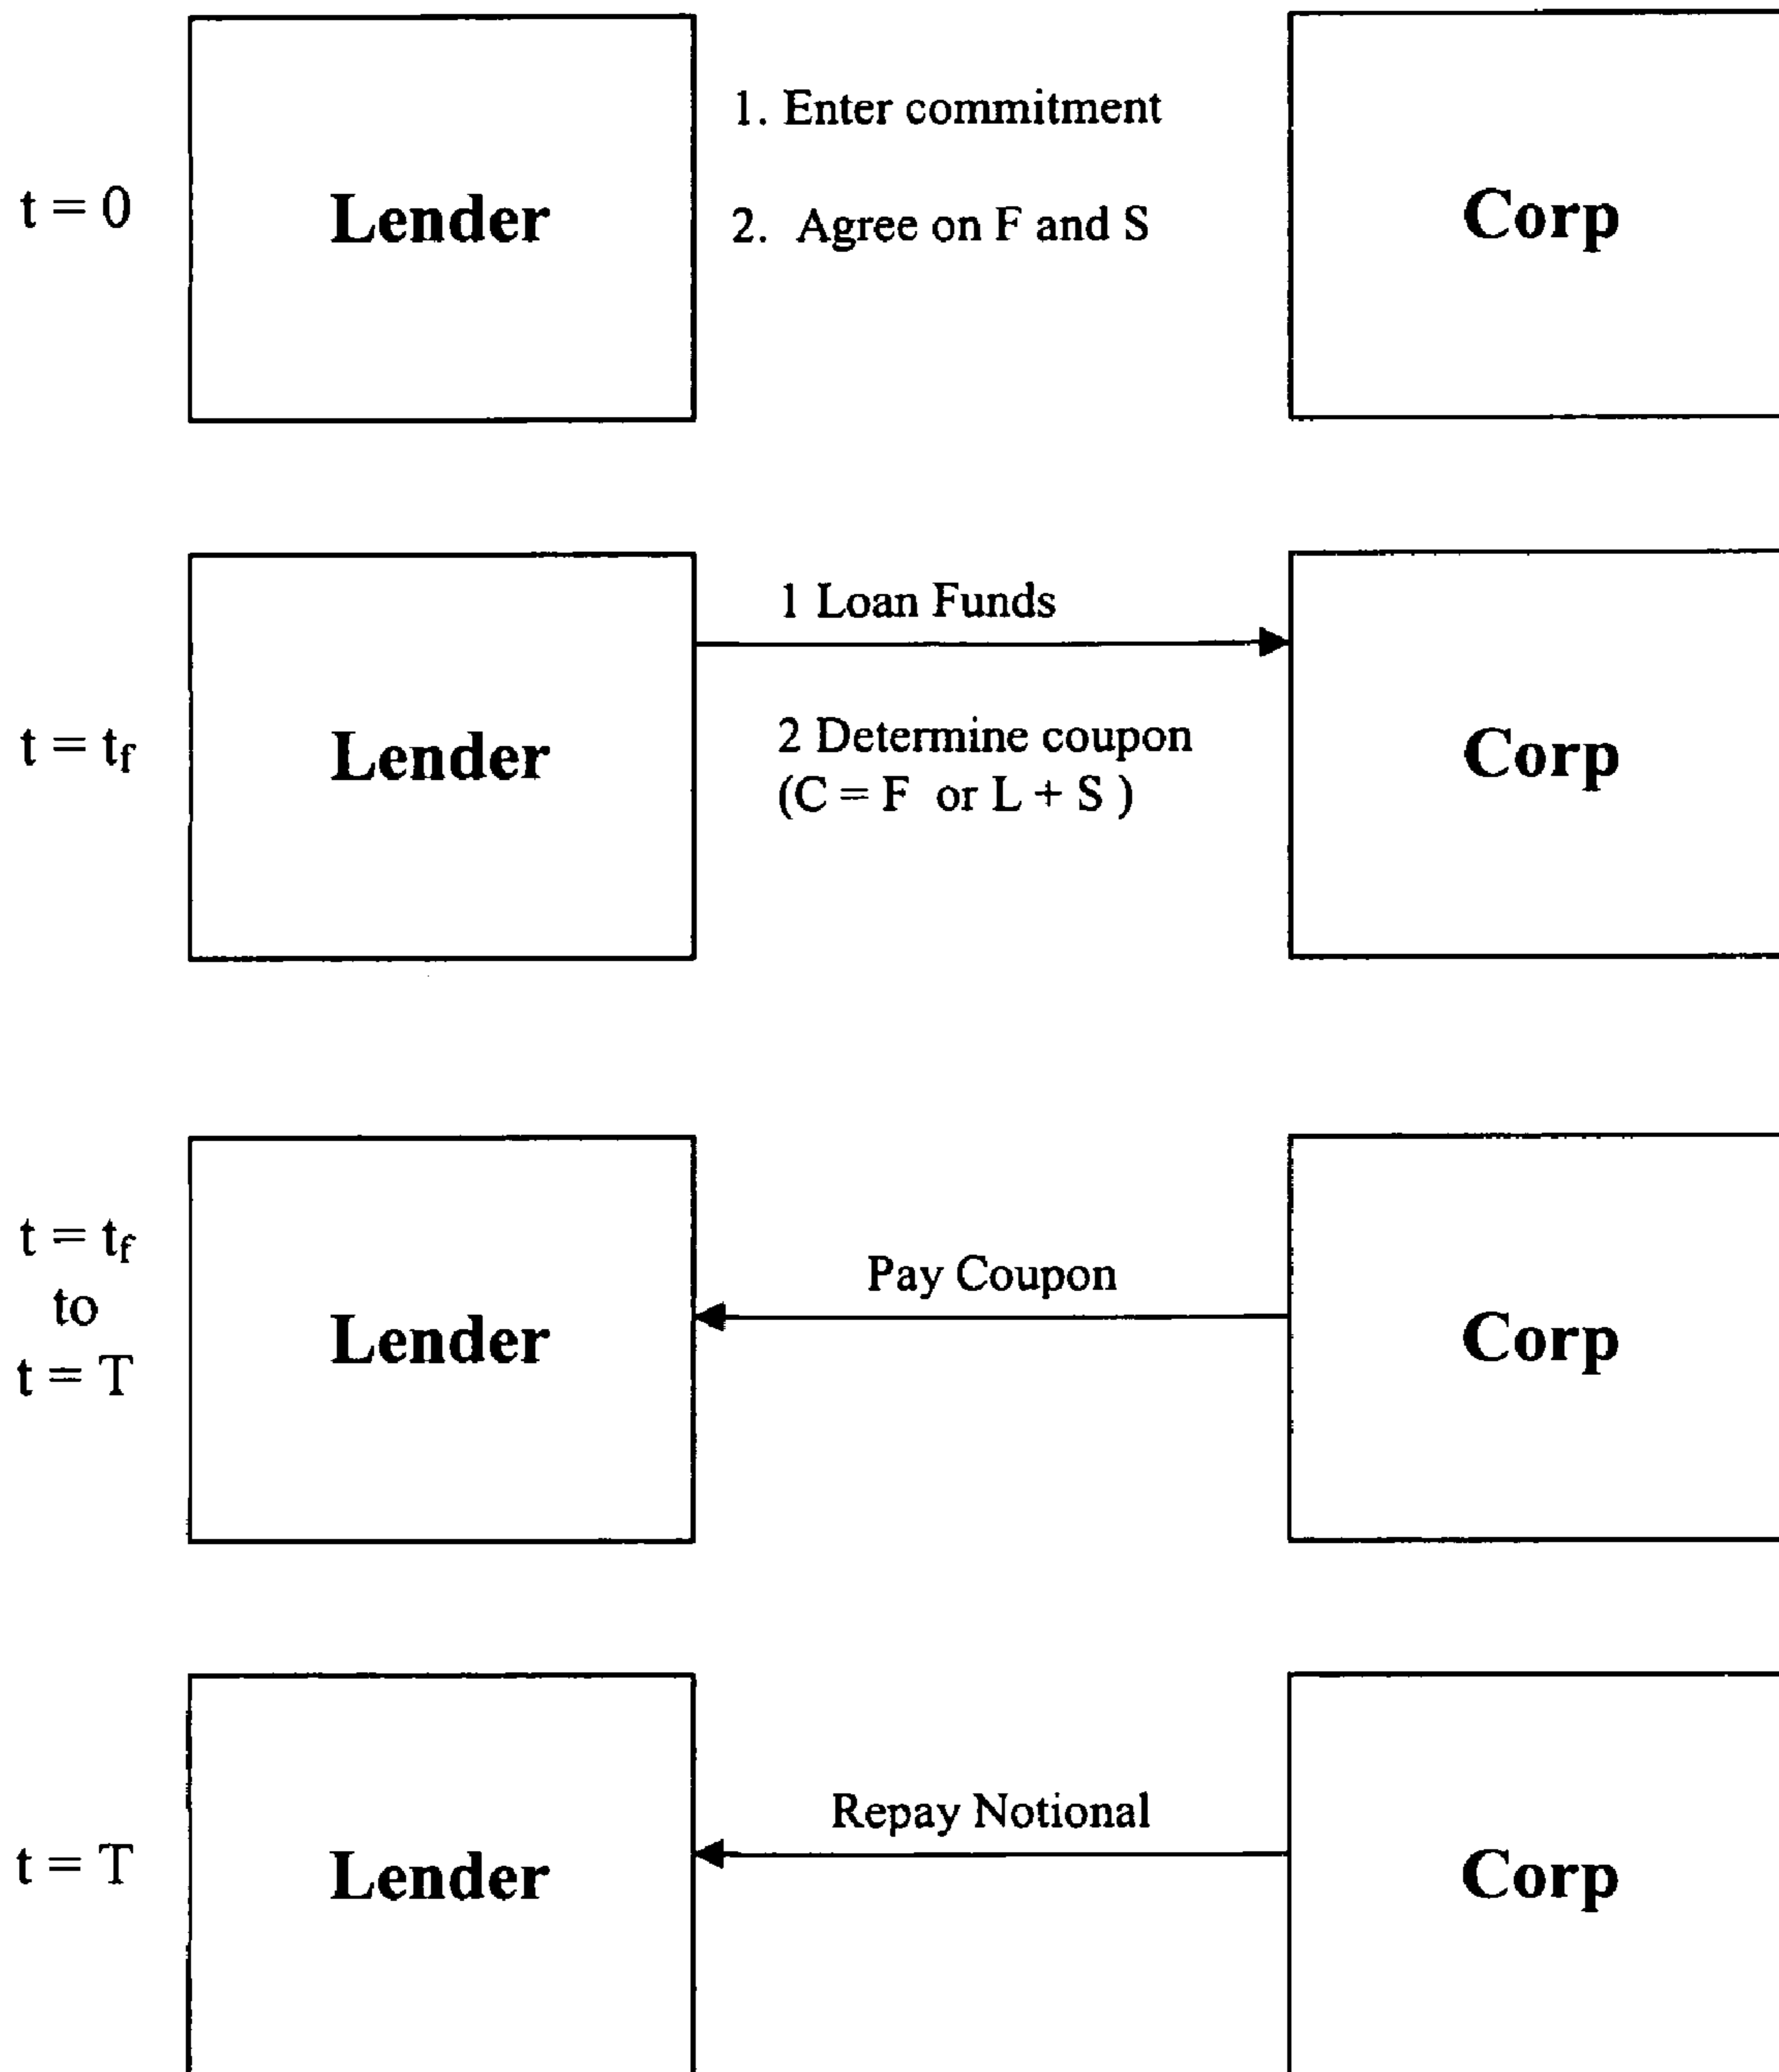 1. Enter commitment
t = 0
Lender
2. Agree on F and S
Corp
1 Loan Funds
t = tf
Lender
2 Determine coupon
(C = F or L + S )
Corp
t = tf
to
t = T
Lender
Pay Coupon
Corp
Repay Notional
t = T
Lender
Corp